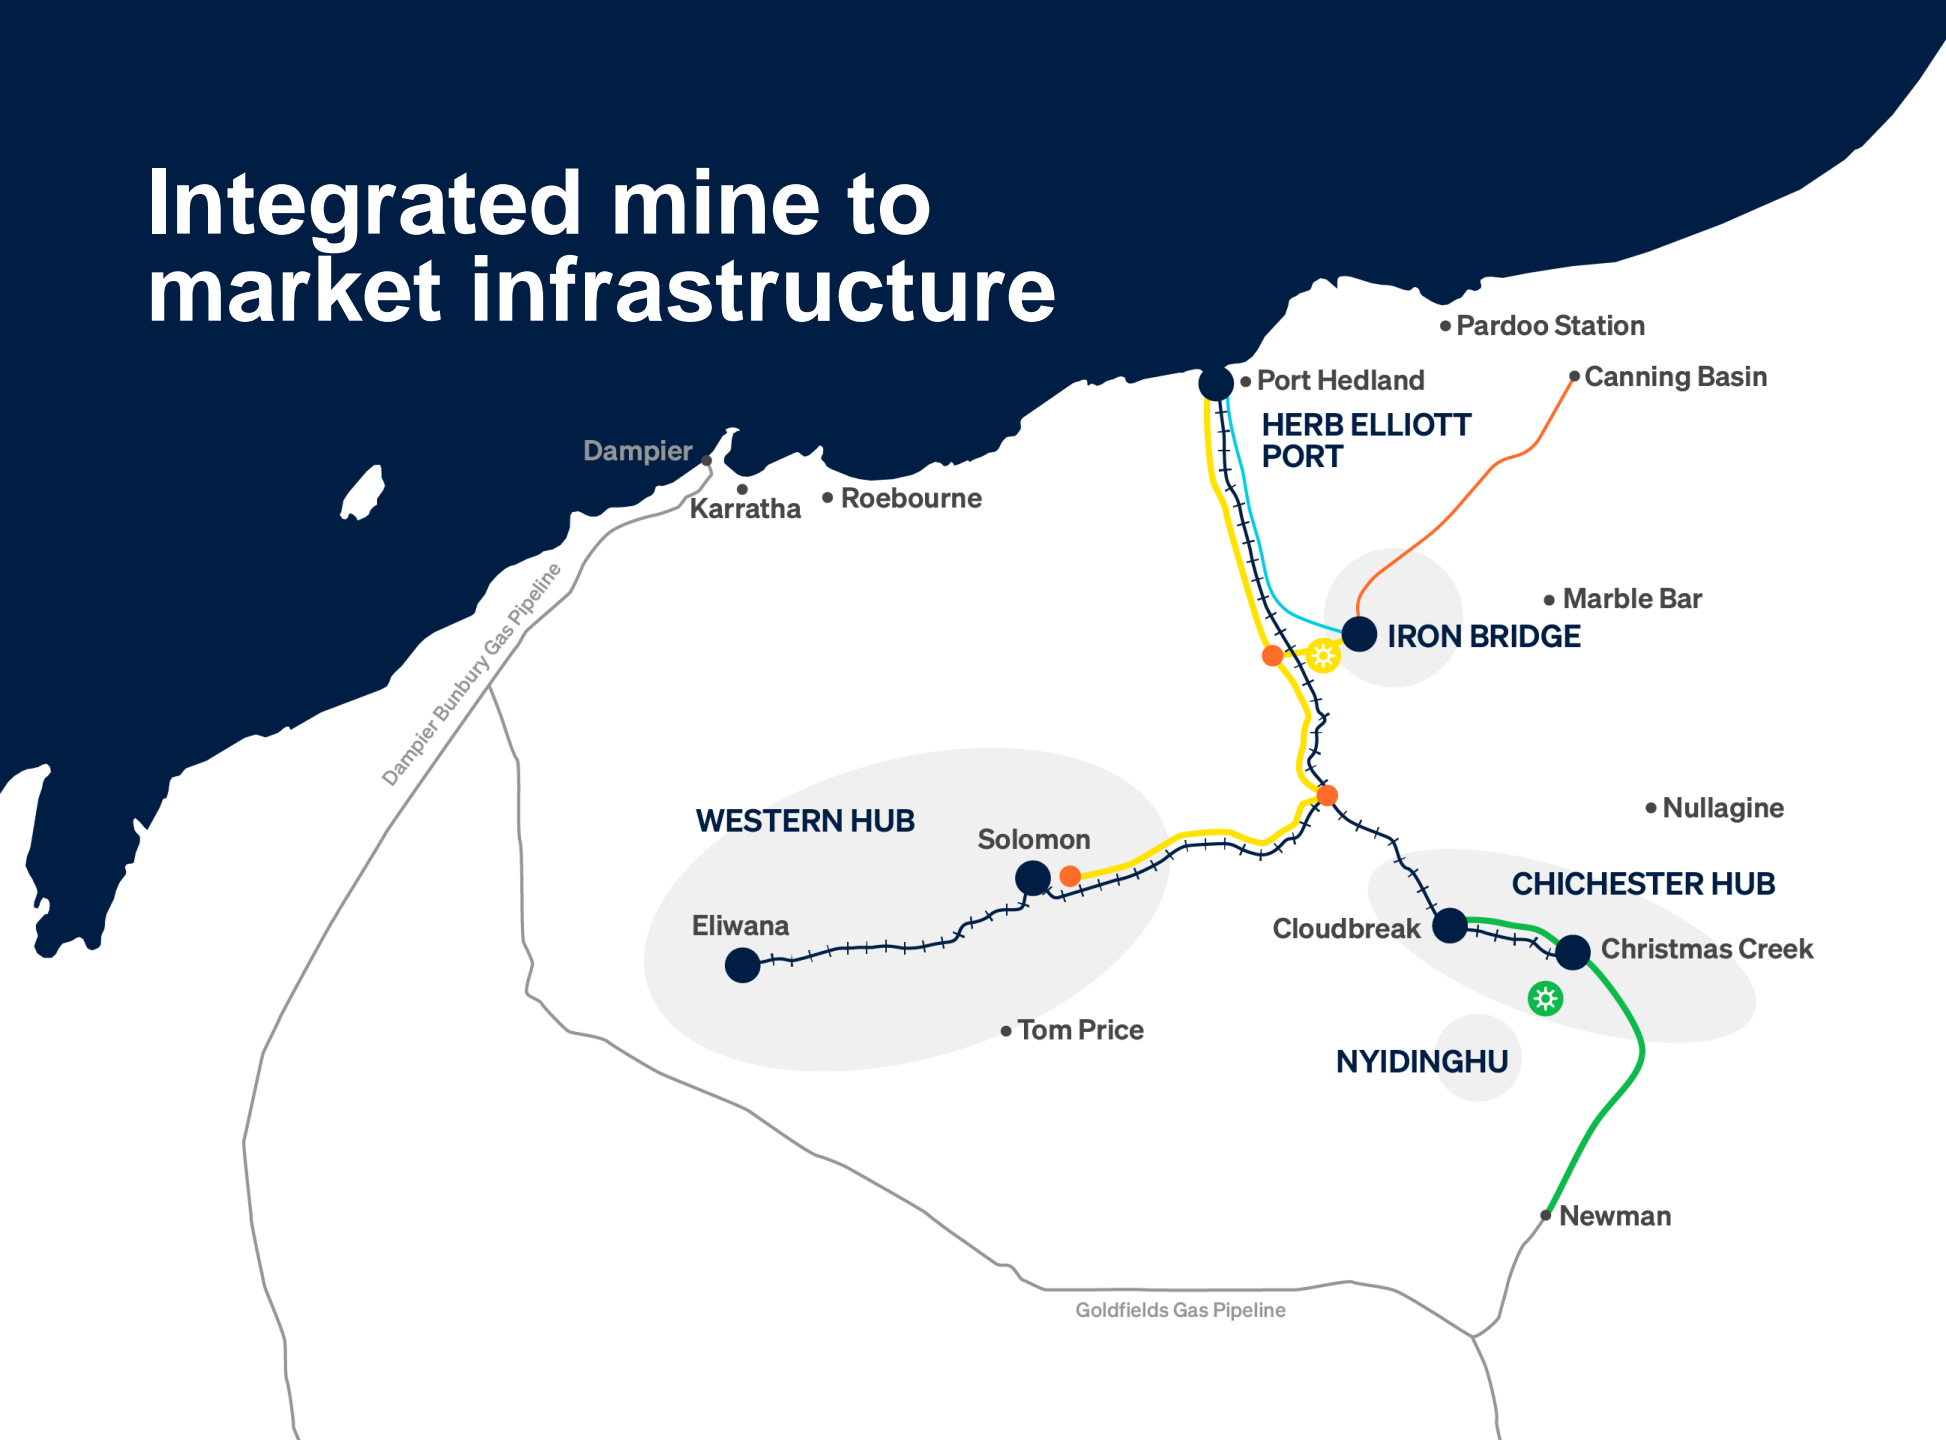 Integrated mine to
market infrastructure
Pardoo Station
Port Hedland
Canning Basin
HERB ELLIOTT
PORT
Dampier
Karratha
Roebourne
Dampier Bunbury Gas Pipeline
Marble Bar
IRON BRIDGE
WESTERN HUB
Solomon
Nullagine
CHICHESTER HUB
Eliwana
Cloudbreak
Christmas Creek
Tom Price
NYIDINGHU
Newman
Goldfields Gas Pipeline